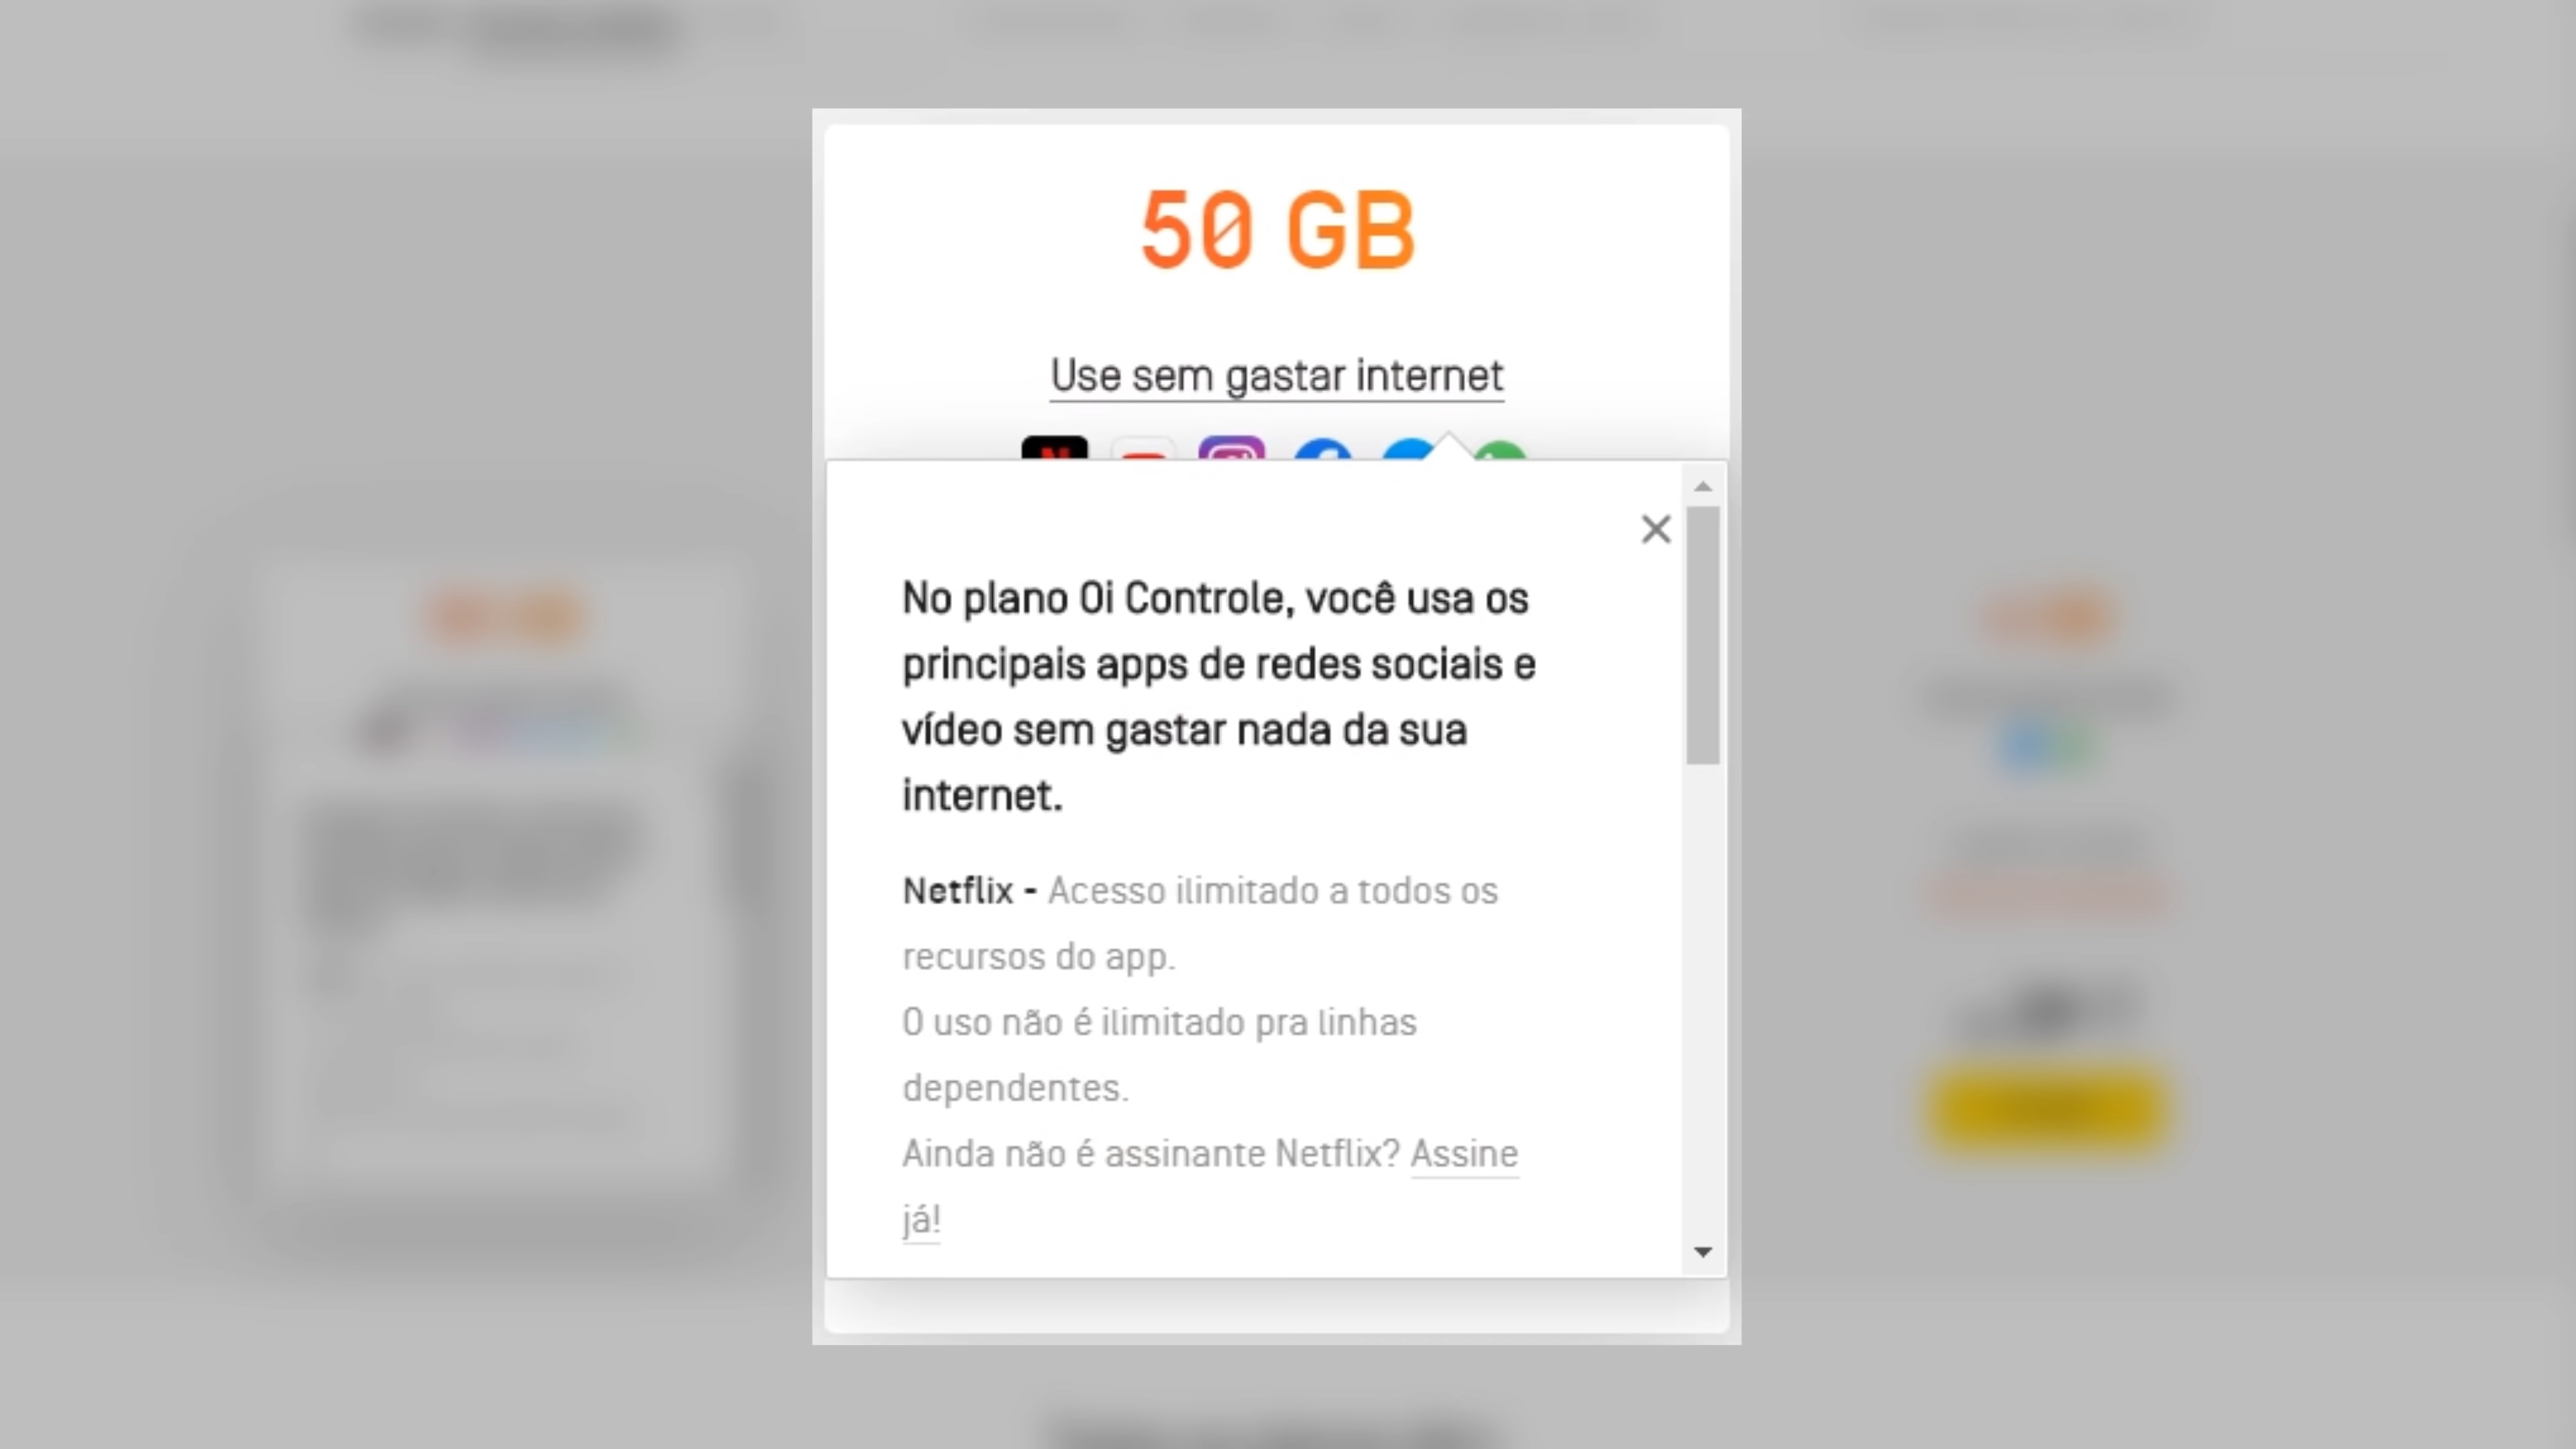 50 GB
Use sem gastar internet
No plano Oi Controle, você usa os
principais apps de redes sociais e
vídeo sem gastar nada da sua
internet.
Netflix - Acesso ilimitado a todos os
recursos do app.
O uso não é ilimitado pra linhas
dependentes.
Ainda não é assinante Netflix? Assine
já!